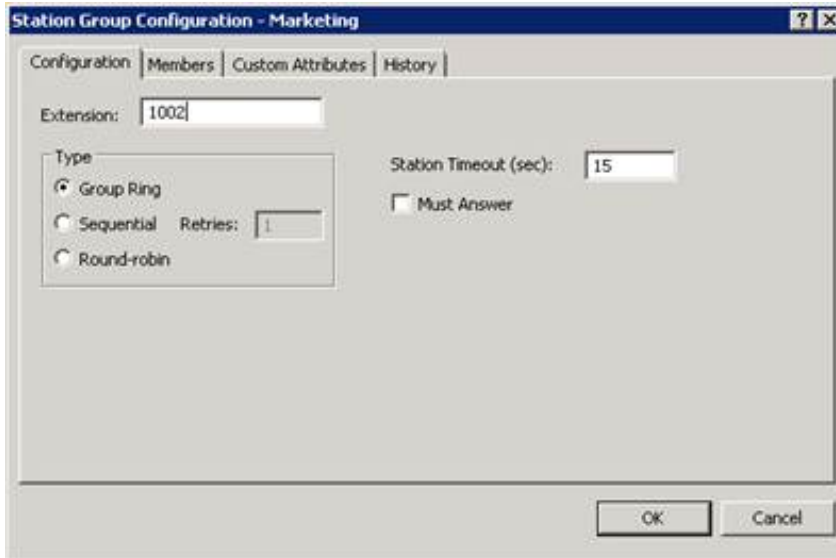 Station Group Configuration - Marketing
Configuration Members Custom Attributes History
Extension: 1002
Type
Group Ring
Sequential Retries: 1
Round-robin
Station Timeout (sec): 15
Must Answer
OK Cancel